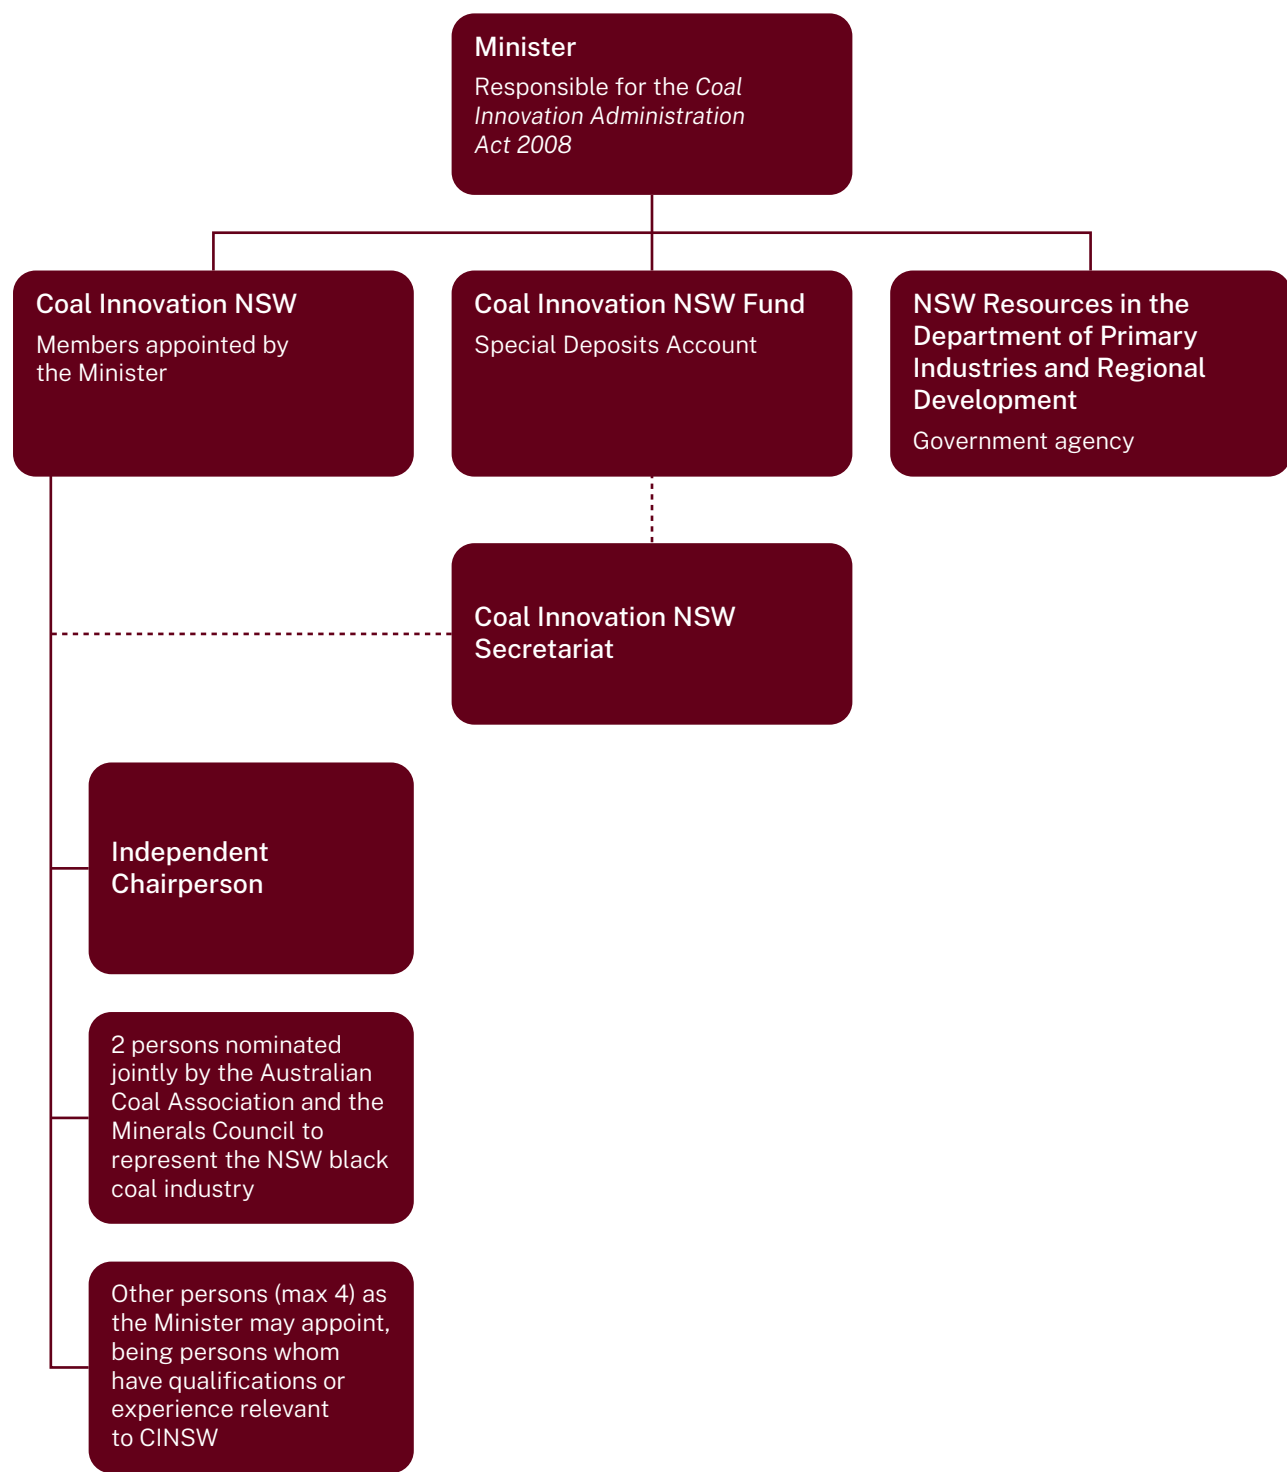 Minister
Responsible for the Coal
Innovation Administration
Act 2008
Coal Innovation NSW
Members appointed by
the Minister
Coal Innovation NSW Fund
Special Deposits Account
NSW Resources in the
Department of Primary
Industries and Regional
Development
Government agency
Coal Innovation NSW
Secretariat
Independent
Chairperson
2 persons nominated
jointly by the Australian
Coal Association and the
Minerals Council to
represent the NSW black
coal industry
Other persons (max 4) as
the Minister may appoint,
being persons whom
have qualifications or
experience relevant
to CINSW